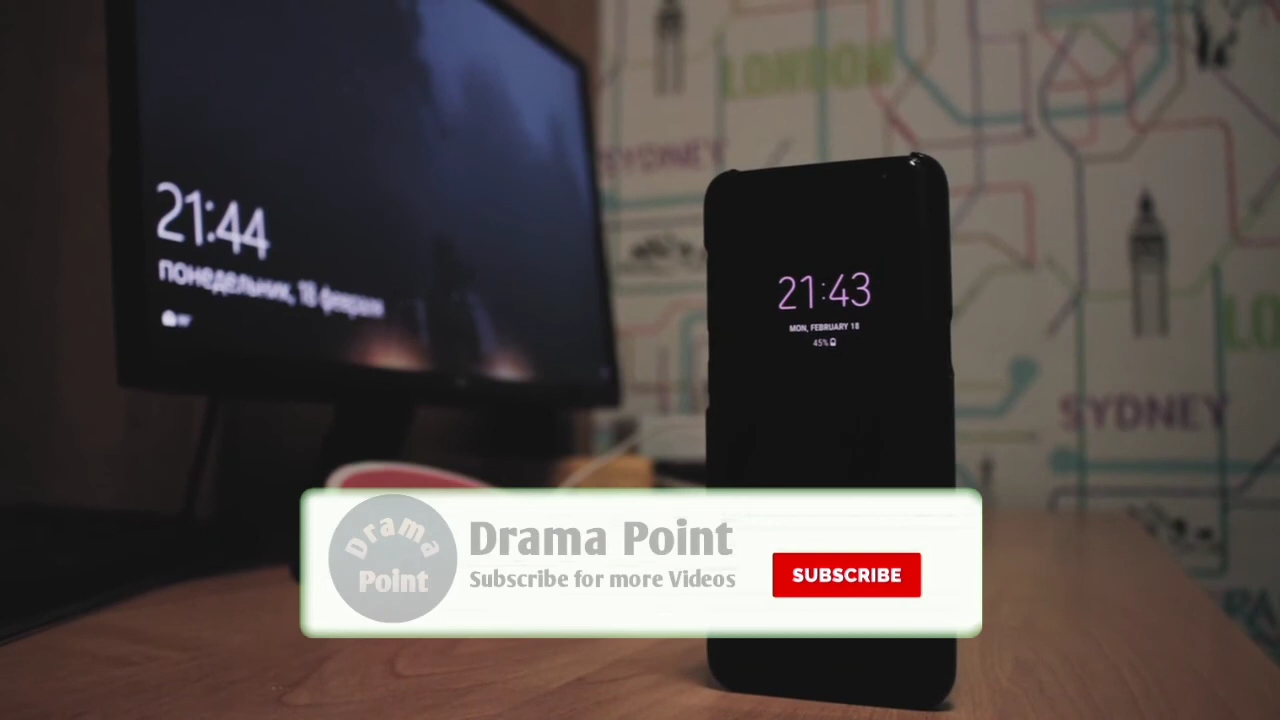 21:44
понедельник, 18 февраля
LONDON
SYDNEY
21:43
MON, FEBRUARY 18
45%
SYDNEY
LO
Drama
Point
Drama Point
Subscribe for more Videos
SUBSCRIBE